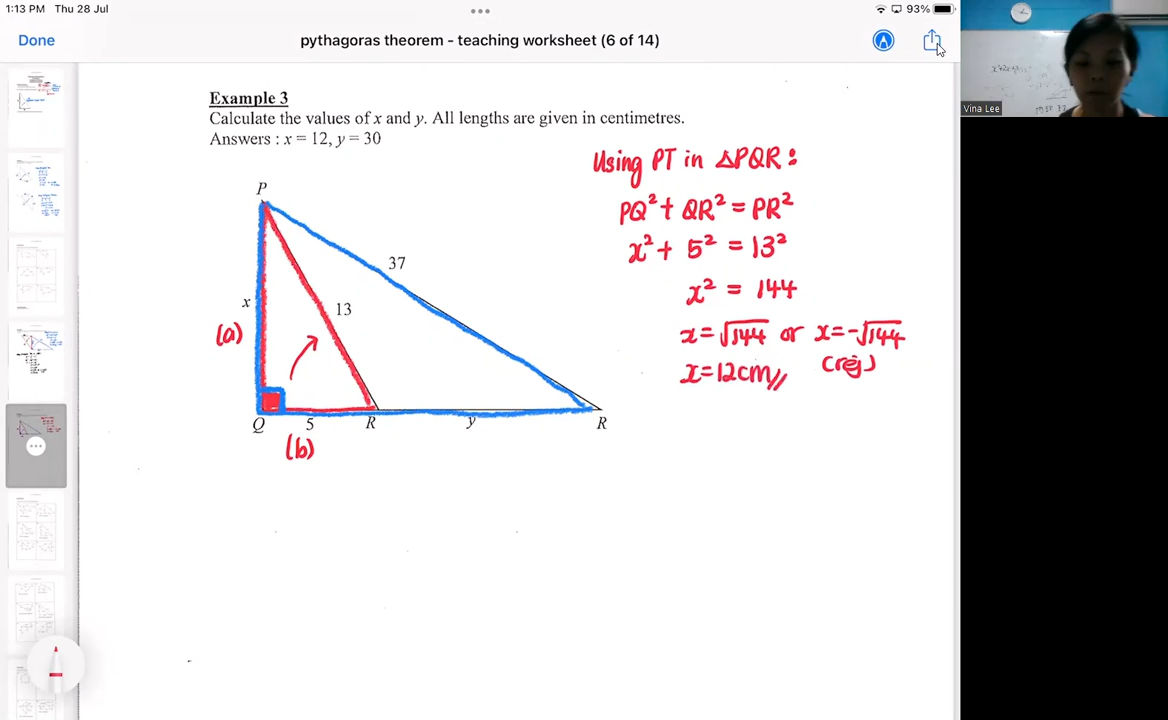 1:13 PM Thu 28 Jul
93%
Done
pythagoras theorem - teaching worksheet (6 of 14)
Vina Lee
Example 3
Calculate the values of x and y. All lengths are given in centimetres.
Answers : x = 12, y = 30
Using PT in △PQR :
PQ² + QR² = PR²
x² + 5² = 13²
x² = 144
x = √144 or x = -√144
x = 12cm// (rej)
P
37
x
13
(a)
Q
5
R
y
R
(b)